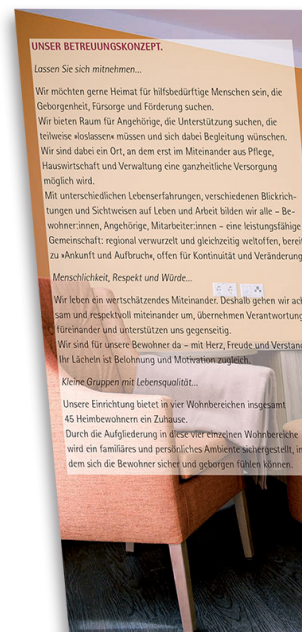 UNSER BETREUUNGSKONZEPT.
Lassen Sie sich mitnehmen...
Wir möchten gerne Heimat für hilfsbedürftige Menschen sein, die
Geborgenheit, Fürsorge und Förderung suchen.
Wir bieten Raum für Angehörige, die Unterstützung suchen, die
teilweise »loslassen« müssen und sich dabei Begleitung wünschen.
Wir sind dabei ein Ort, an dem erst im Miteinander aus Pflege,
Hauswirtschaft und Verwaltung eine ganzheitliche Versorgung
möglich wird.
Mit unterschiedlichen Lebenserfahrungen, verschiedenen Blickrich-
tungen und Sichtweisen auf Leben und Arbeit bilden wir alle – Be-
wohner:innen, Angehörige, Mitarbeiter:innen – eine leistungsfähige
Gemeinschaft: regional verwurzelt und gleichzeitig weltoffen, bereit
zu »Ankunft und Aufbruch«, offen für Kontinuität und Veränderung
Menschlichkeit, Respekt und Würde...
Wir leben ein wertschätzendes Miteinander. Deshalb gehen wir ach
sam und respektvoll miteinander um, übernehmen Verantwortung
füreinander und unterstützen uns gegenseitig.
Wir sind für unsere Bewohner da – mit Herz, Freude und Verstand
Ihr Lächeln ist Belohnung und Motivation zugleich.
Kleine Gruppen mit Lebensqualität...
Unsere Einrichtung bietet in vier Wohnbereichen insgesamt
45 Heimbewohnern ein Zuhause.
Durch die Aufgliederung in diese vier einzelnen Wohnbereiche
wird ein familiäres und persönliches Ambiente sichergestellt, in
dem sich die Bewohner sicher und geborgen fühlen können.